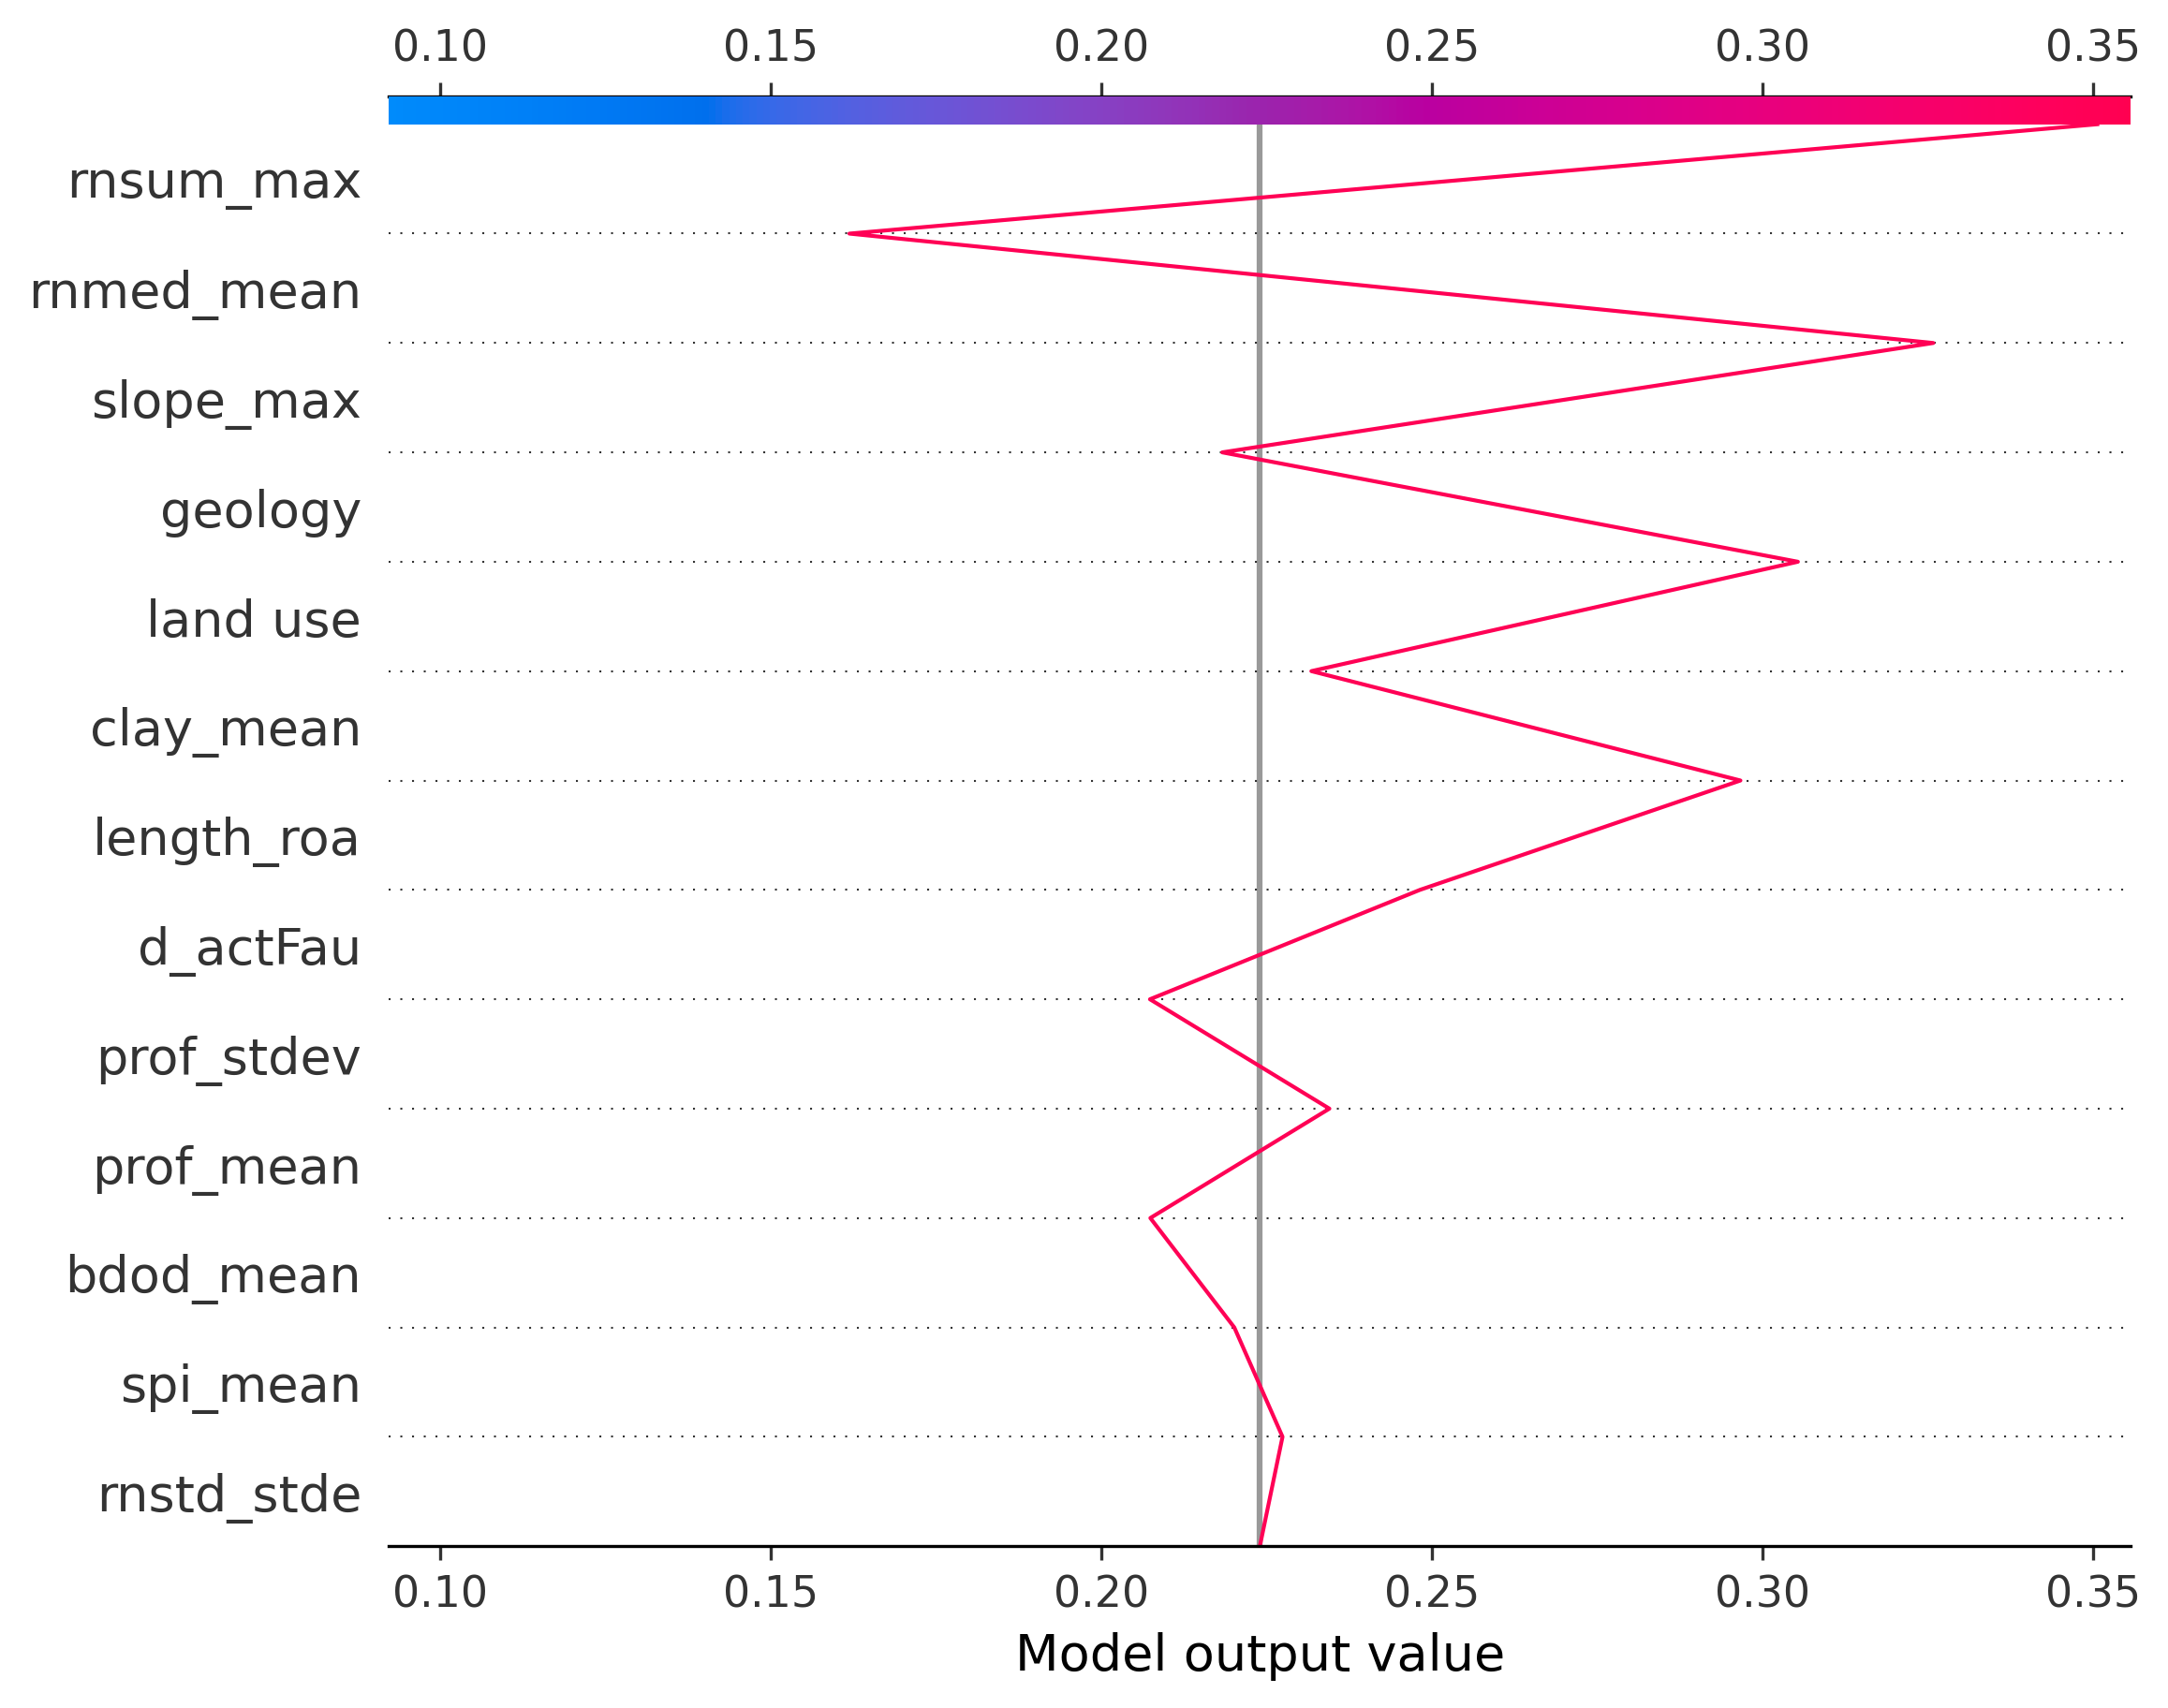 0.10 0.15 0.20 0.25 0.30 0.35
rnsum_max
rnmed_mean
slope_max
geology
land use
clay_mean
length_roa
d_actFau
prof_stdev
prof_mean
bdod_mean
spi_mean
rnstd_stde
0.10 0.15 0.20 0.25 0.30 0.35
Model output value